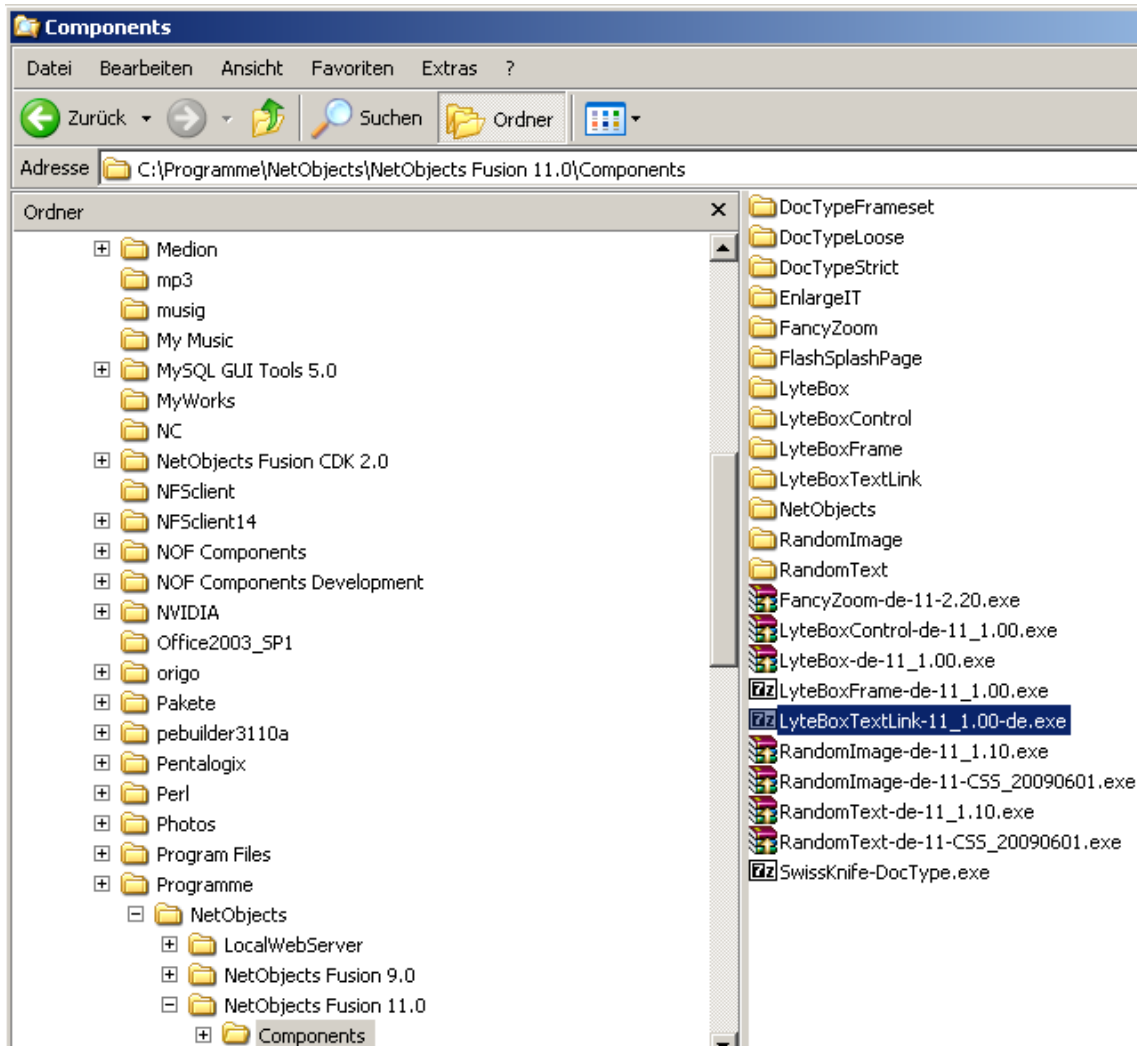 Components
Datei Bearbeiten Ansicht Favoriten Extras ?
Zurück Suchen Ordner
Adresse C:\Programme\NetObjects\NetObjects Fusion 11.0\Components
Ordner
Medion
mp3
musig
My Music
MySQL GUI Tools 5.0
MyWorks
NC
NetObjects Fusion CDK 2.0
NFSclient
NFSclient14
NOF Components
NOF Components Development
NVIDIA
Office2003_SP1
origo
Pakete
pebuilder3110a
Pentalogix
Perl
Photos
Program Files
Programme
NetObjects
LocalWebServer
NetObjects Fusion 9.0
NetObjects Fusion 11.0
Components
DocTypeFrameset
DocTypeLoose
DocTypeStrict
EnlargeIT
FancyZoom
FlashSplashPage
LyteBox
LyteBoxControl
LyteBoxFrame
LyteBoxTextLink
NetObjects
RandomImage
RandomText
FancyZoom-de-11-2.20.exe
LyteBoxControl-de-11_1.00.exe
LyteBox-de-11_1.00.exe
7z LyteBoxFrame-de-11_1.00.exe
7z LyteBoxTextLink-11_1.00-de.exe
RandomImage-de-11_1.10.exe
RandomImage-de-11-CSS_20090601.exe
RandomText-de-11_1.10.exe
RandomText-de-11-CSS_20090601.exe
7z SwissKnife-DocType.exe